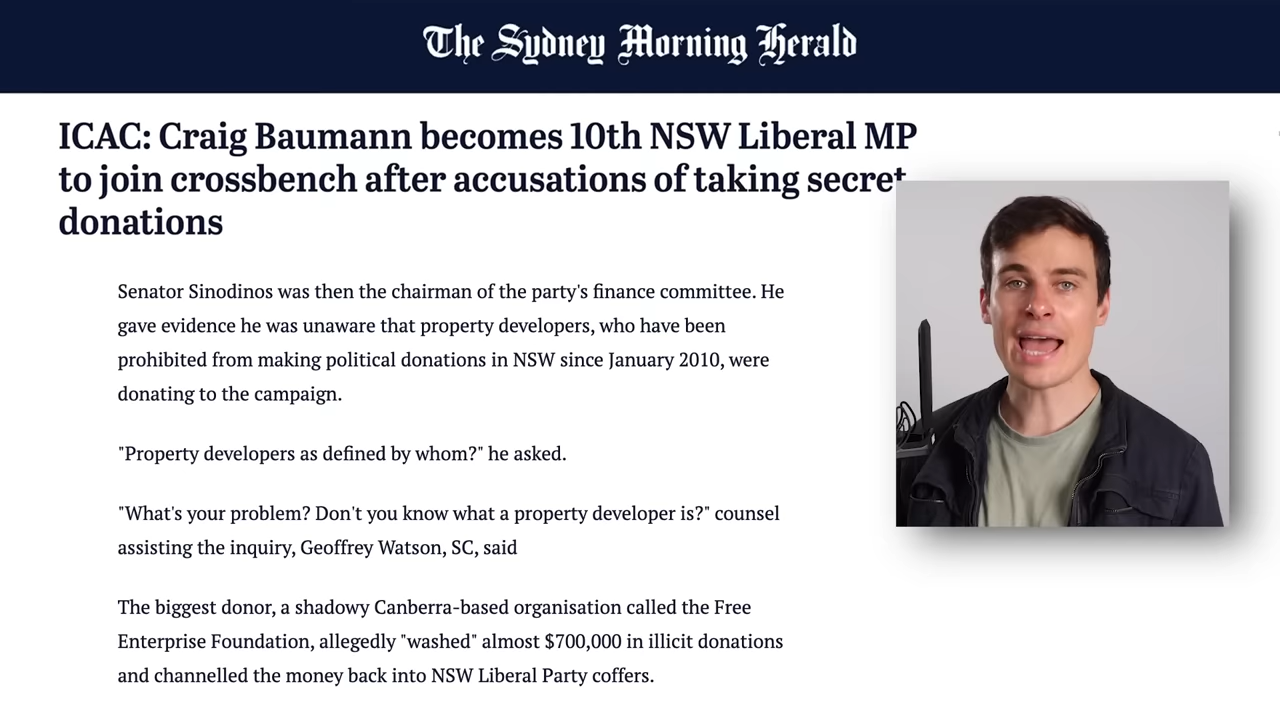 The Sydney Morning Herald
ICAC: Craig Baumann becomes 10th NSW Liberal MP
to join crossbench after accusations of taking secret
donations
Senator Sinodinos was then the chairman of the party's finance committee. He
gave evidence he was unaware that property developers, who have been
prohibited from making political donations in NSW since January 2010, were
donating to the campaign.
"Property developers as defined by whom?" he asked.
"What's your problem? Don't you know what a property developer is?" counsel
assisting the inquiry, Geoffrey Watson, SC, said
The biggest donor, a shadowy Canberra-based organisation called the Free
Enterprise Foundation, allegedly "washed" almost $700,000 in illicit donations
and channelled the money back into NSW Liberal Party coffers.